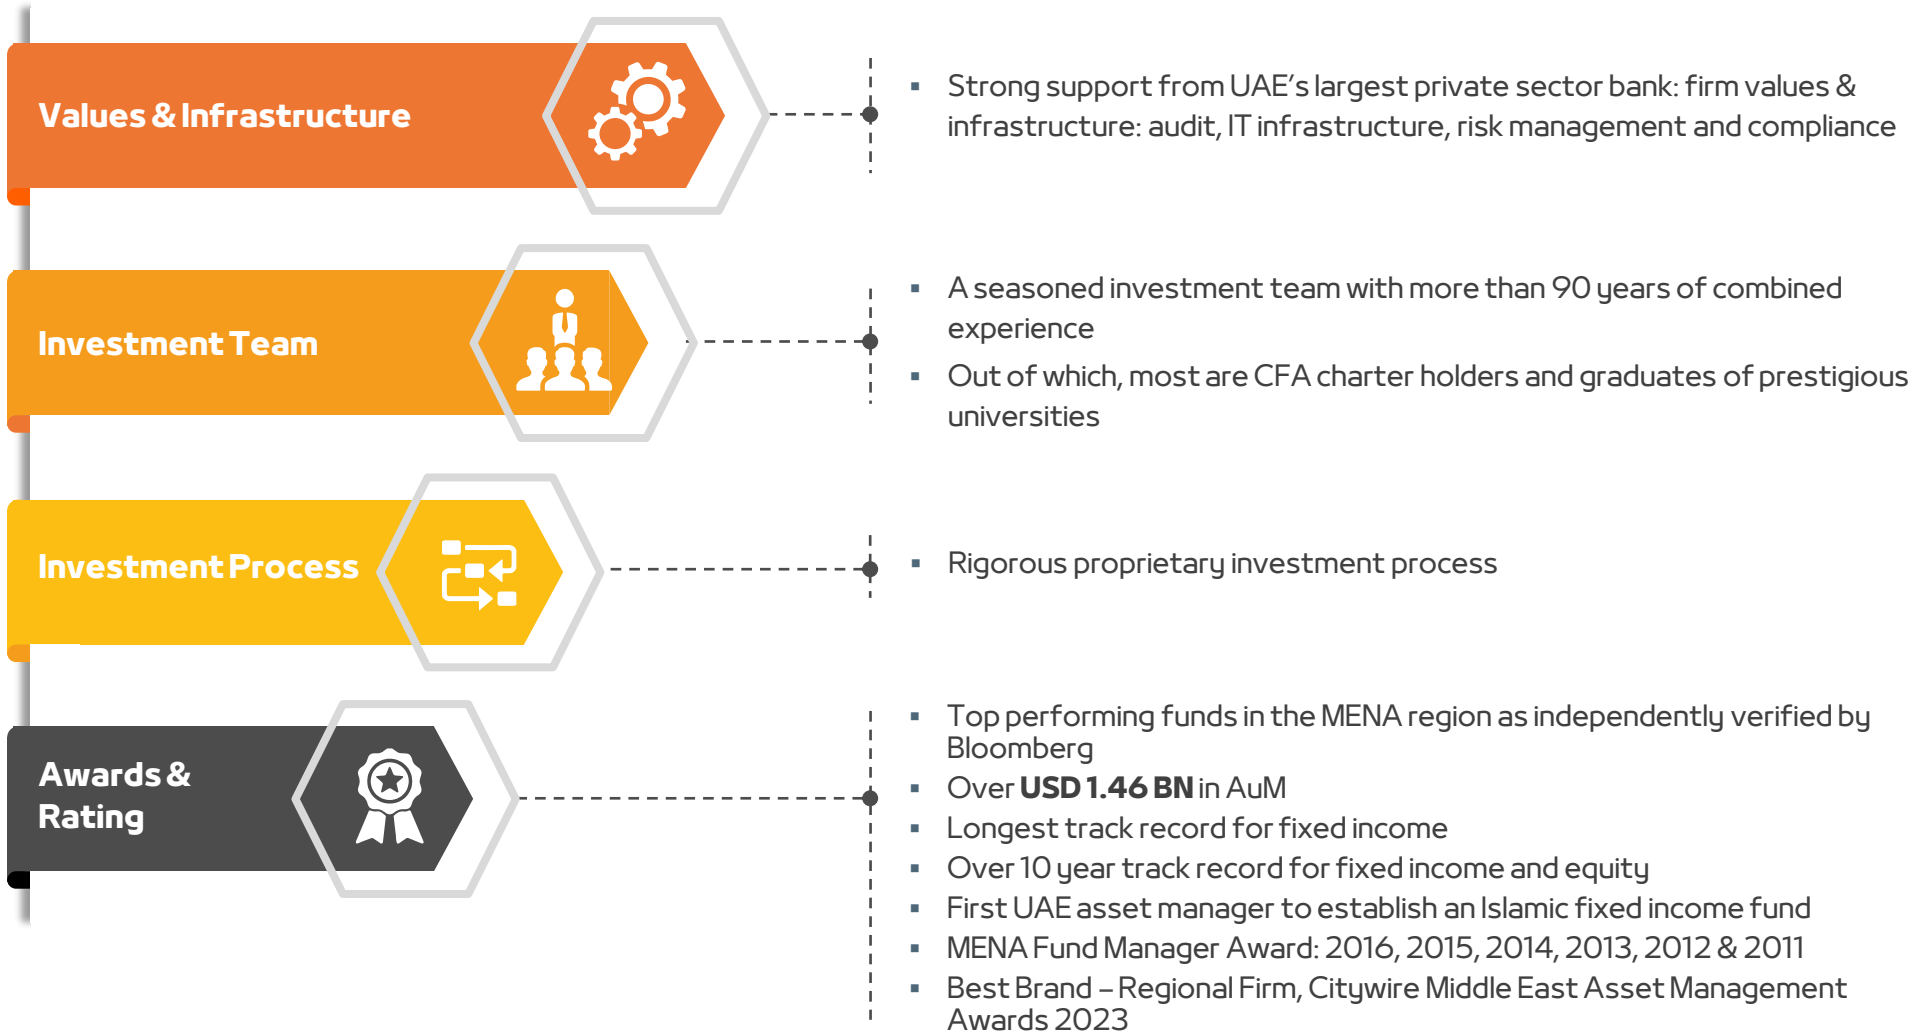 Values & Infrastructure
▪ Strong support from UAE's largest private sector bank: firm values &
infrastructure: audit, IT infrastructure, risk management and compliance
Investment Team
▪ A seasoned investment team with more than 90 years of combined
experience
▪ Out of which, most are CFA charter holders and graduates of prestigious
universities
Investment Process
▪ Rigorous proprietary investment process
Awards &
Rating
▪ Top performing funds in the MENA region as independently verified by
Bloomberg
▪ Over USD 1.46 BN in AuM
▪ Longest track record for fixed income
▪ Over 10 year track record for fixed income and equity
▪ First UAE asset manager to establish an Islamic fixed income fund
▪ MENA Fund Manager Award: 2016, 2015, 2014, 2013, 2012 & 2011
▪ Best Brand – Regional Firm, Citywire Middle East Asset Management
Awards 2023